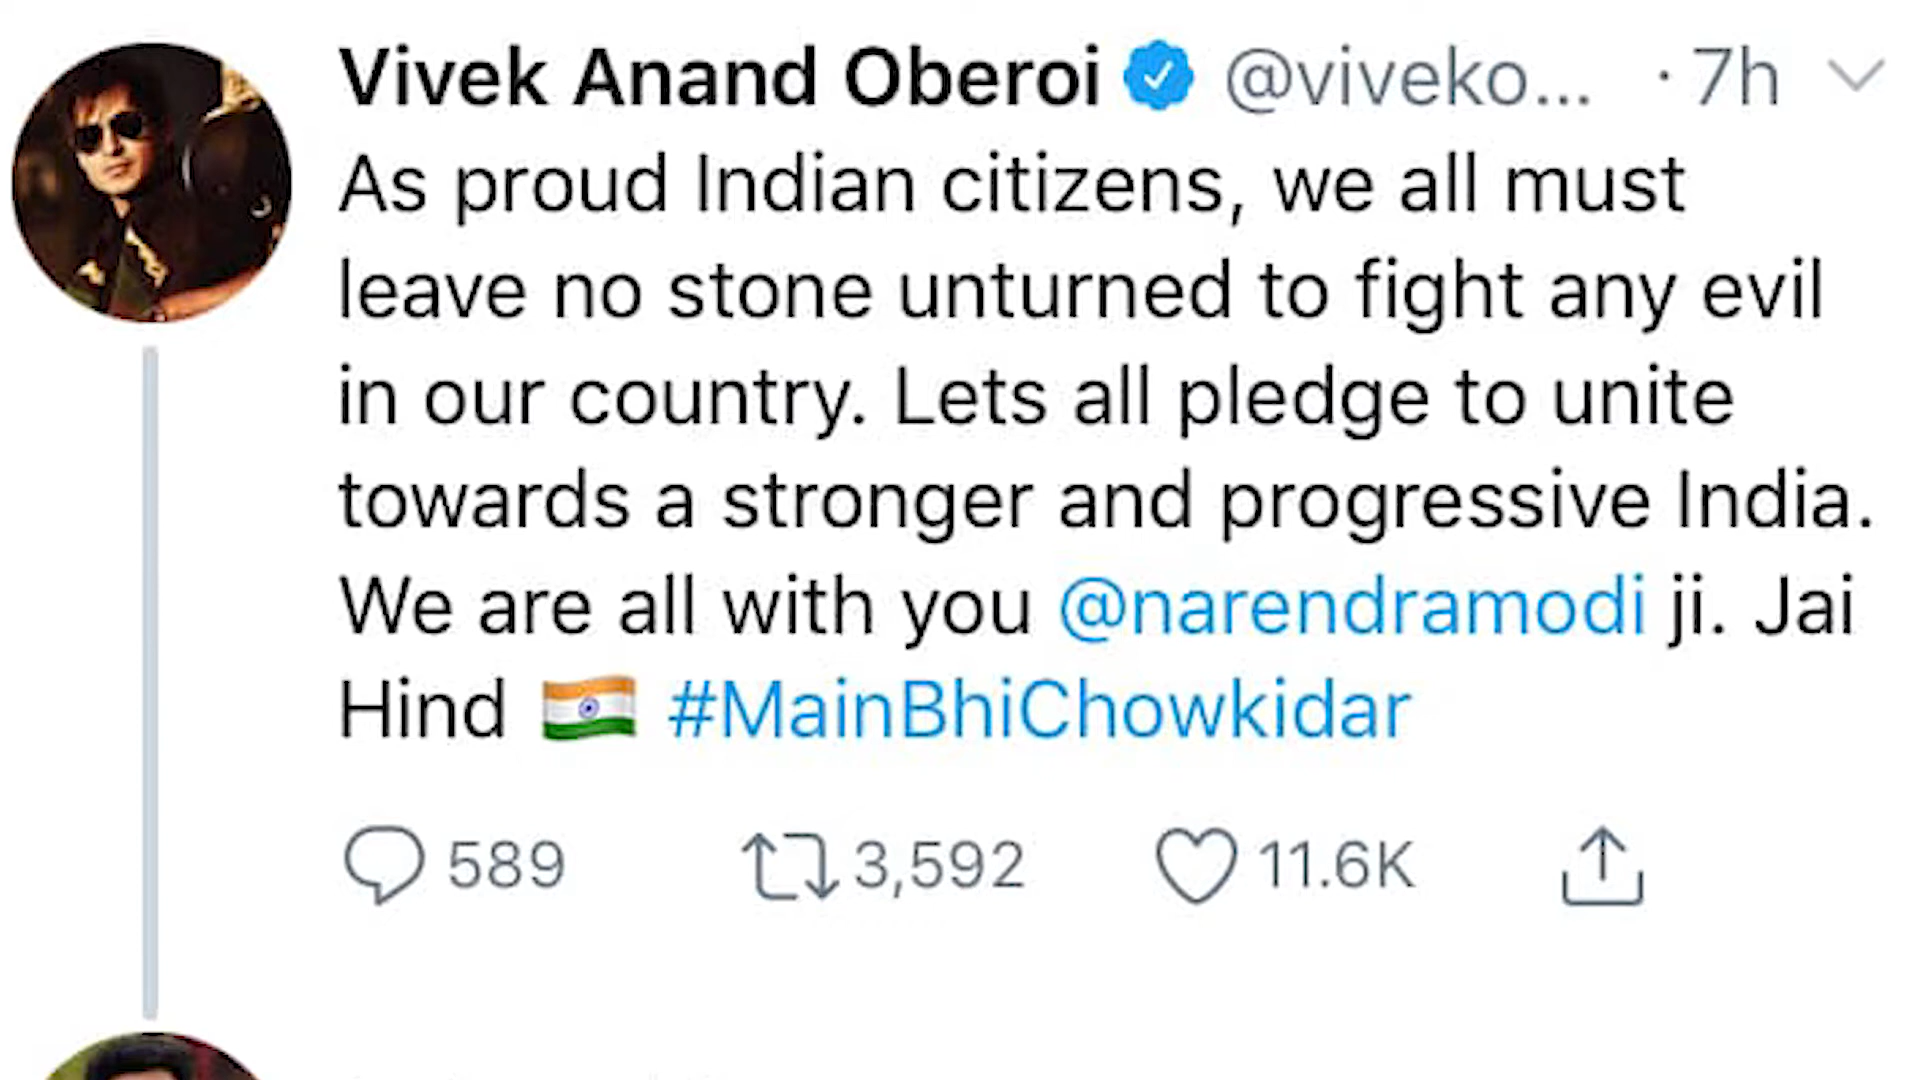 Vivek Anand Oberoi @viveko... · 7h
As proud Indian citizens, we all must
leave no stone unturned to fight any evil
in our country. Lets all pledge to unite
towards a stronger and progressive India.
We are all with you @narendramodi ji. Jai
Hind 🇮🇳 #MainBhiChowkidar
589 3,592 11.6K